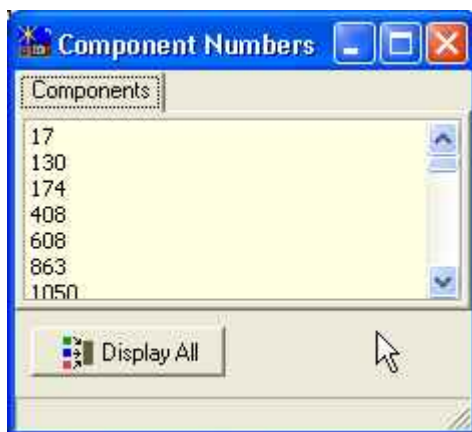 Component Numbers
Components
17
130
174
408
608
863
1050
Display All